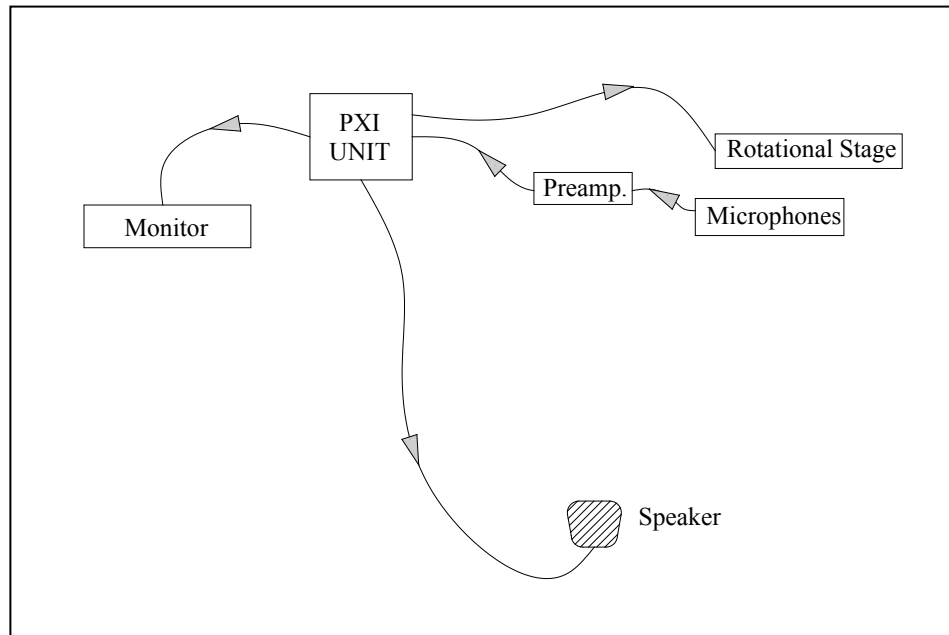 PXI
UNIT
Rotational Stage
Preamp.
Microphones
Monitor
Speaker